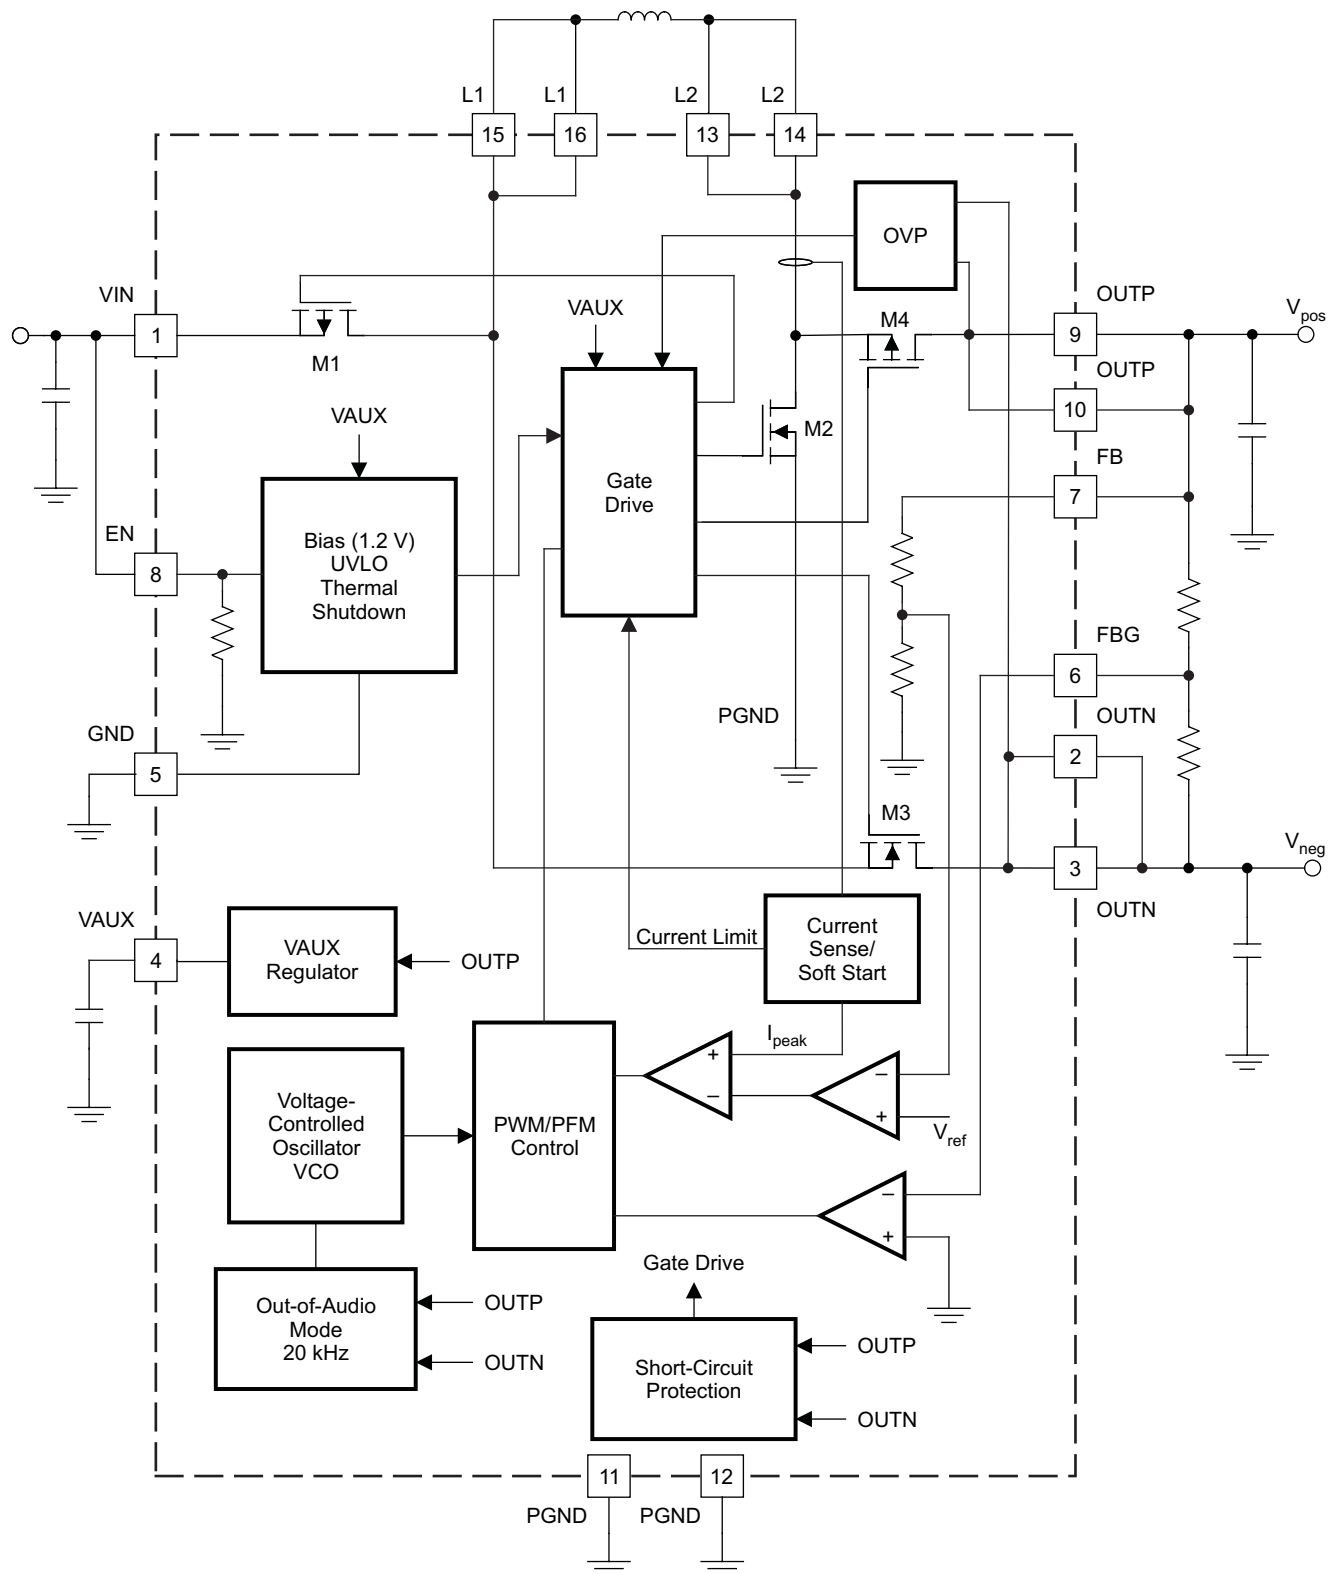 L1
L1
L2
L2
15
16
13
14
OVP
VIN
1
M1
VAUX
M4
OUTP
9
V pos
OUTP
10
VAUX
M2
FB
7
Gate
Drive
EN
8
Bias (1.2 V)
UVLO
Thermal
Shutdown
FBG
6
PGND
OUTN
2
GND
5
M3
3
V neg
OUTN
VAUX
4
VAUX
Regulator
OUTP
Current Limit
Current
Sense/
Soft Start
I peak
+
−
−
+
V ref
Voltage-
Controlled
Oscillator
VCO
PWM/PFM
Control
−
+
Gate Drive
Out-of-Audio
Mode
20 kHz
OUTP
OUTN
Short-Circuit
Protection
OUTP
OUTN
11
12
PGND
PGND